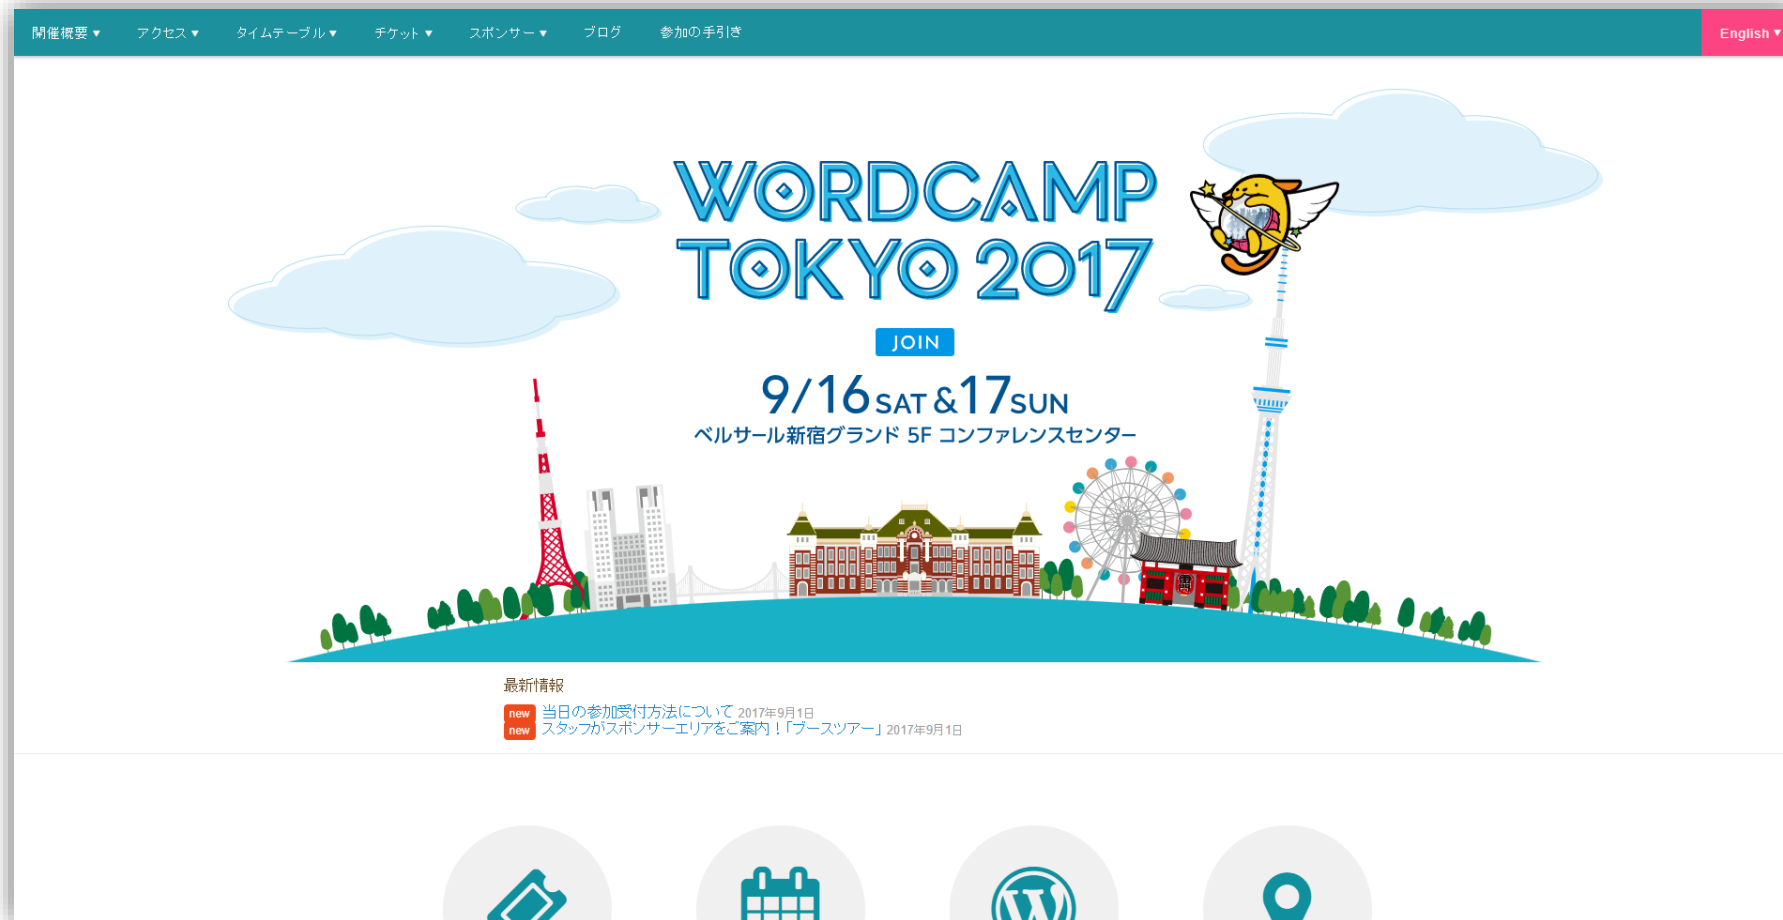 開催概要▼ アクセス▼ タイムテーブル▼ チケット▼ スポンサー▼ ブログ 参加の手引き English▼
WORDCAMP
TOKYO 2017
JOIN
9/16 SAT & 17 SUN
ベルサール新宿グランド 5F コンファレンスセンター
最新情報
new 当日の参加受付方法について 2017年9月1日
new スタッフがスポンサーエリアをご案内！「ブースツアー」 2017年9月1日